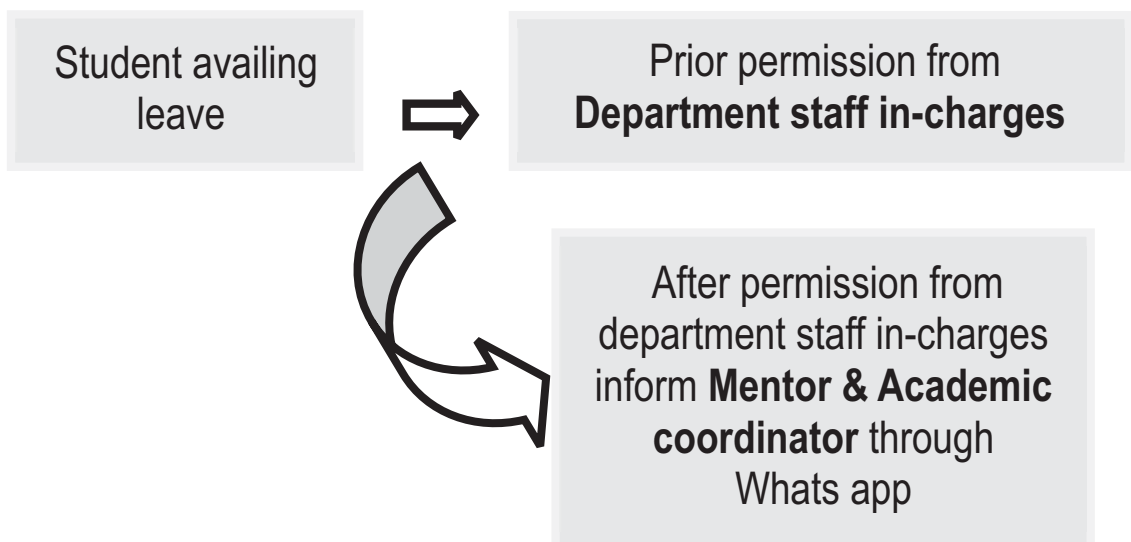 Student availing
leave
Prior permission from
Department staff in-charges
After permission from
department staff in-charges
inform Mentor & Academic
coordinator through
Whats app